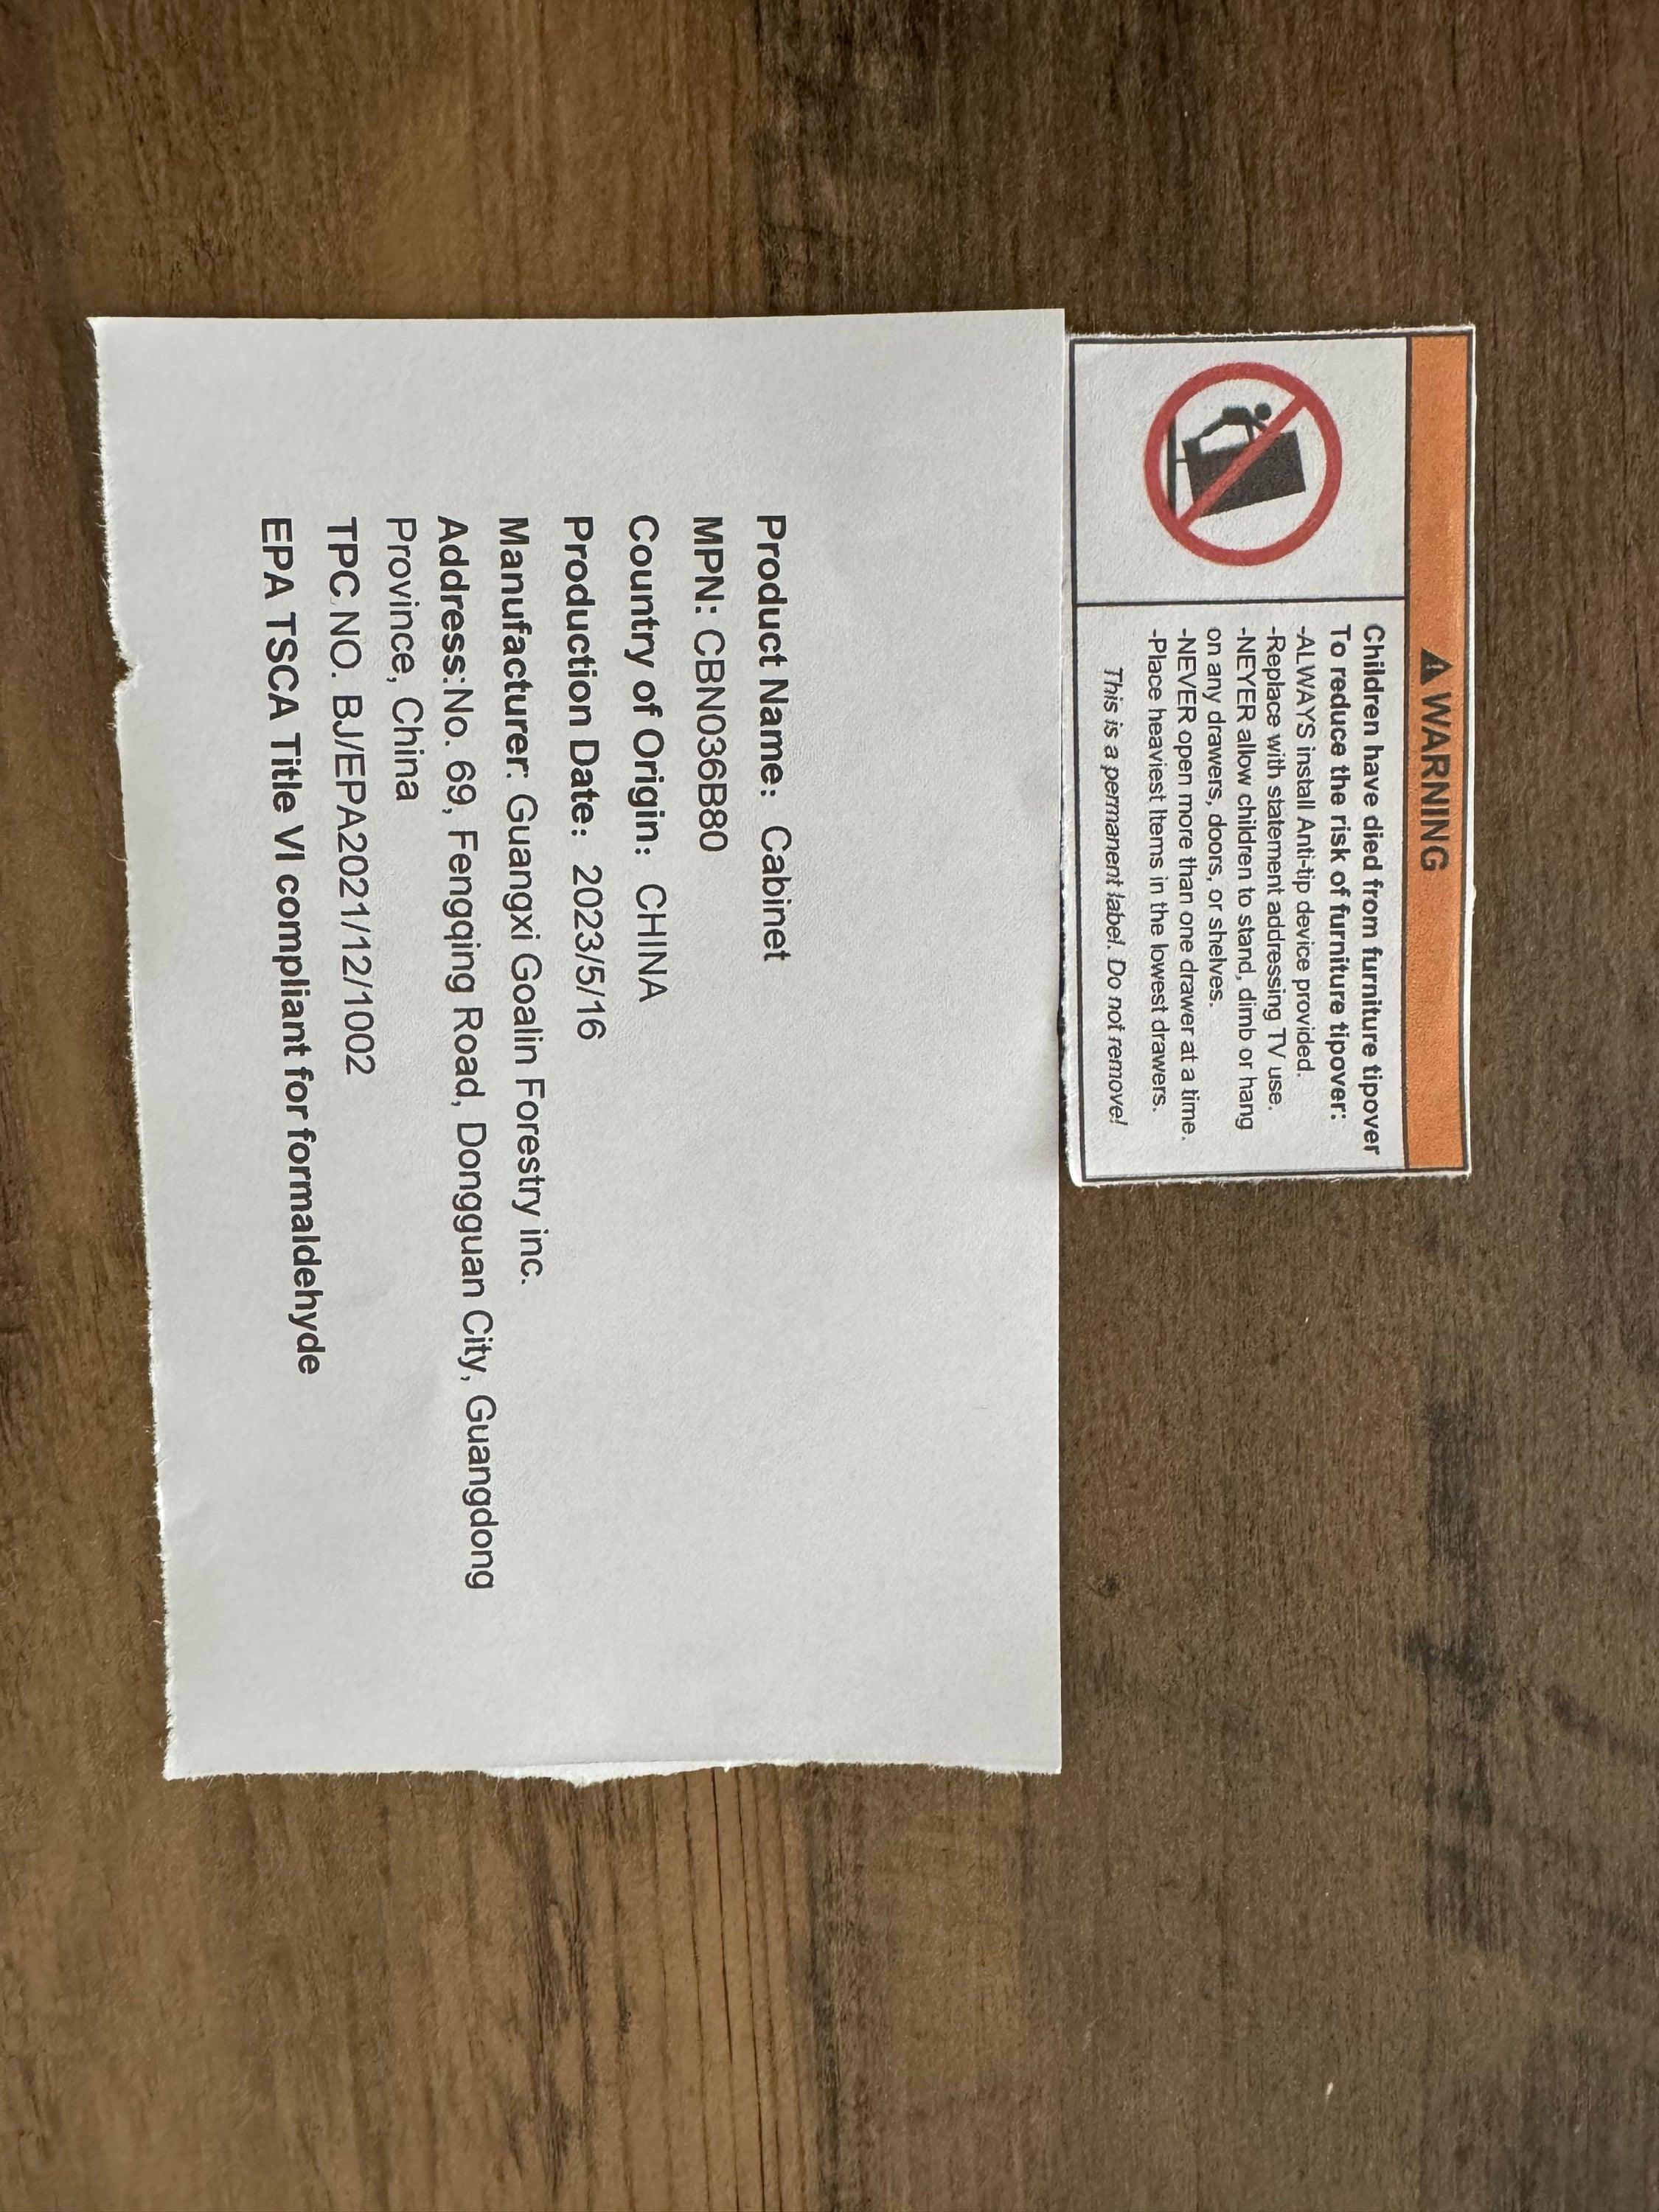 WARNING
Children have died from furniture tipover
To reduce the risk of furniture tipover:
-ALWAYS install Anti-tip device provided.
-Replace with statement addressing TV use.
-NEYER allow children to stand, dimb or hang
on any drawers, doors, or shelves.
-NEVER open more than one drawer at a time.
-Place heaviest Items in the lowest drawers.
This is a permanent label. Do not remove!
Product Name: Cabinet
MPN: CBN036B80
Country of Origin: CHINA
Production Date: 2023/5/16
Manufacturer: Guangxi Goalin Forestry inc.
Address:No. 69, Fengqing Road, Dongguan City, Guangdong
Province, China
TPC NO. BJ/EPA2021/12/1002
EPA TSCA Title VI compliant for formaldehyde